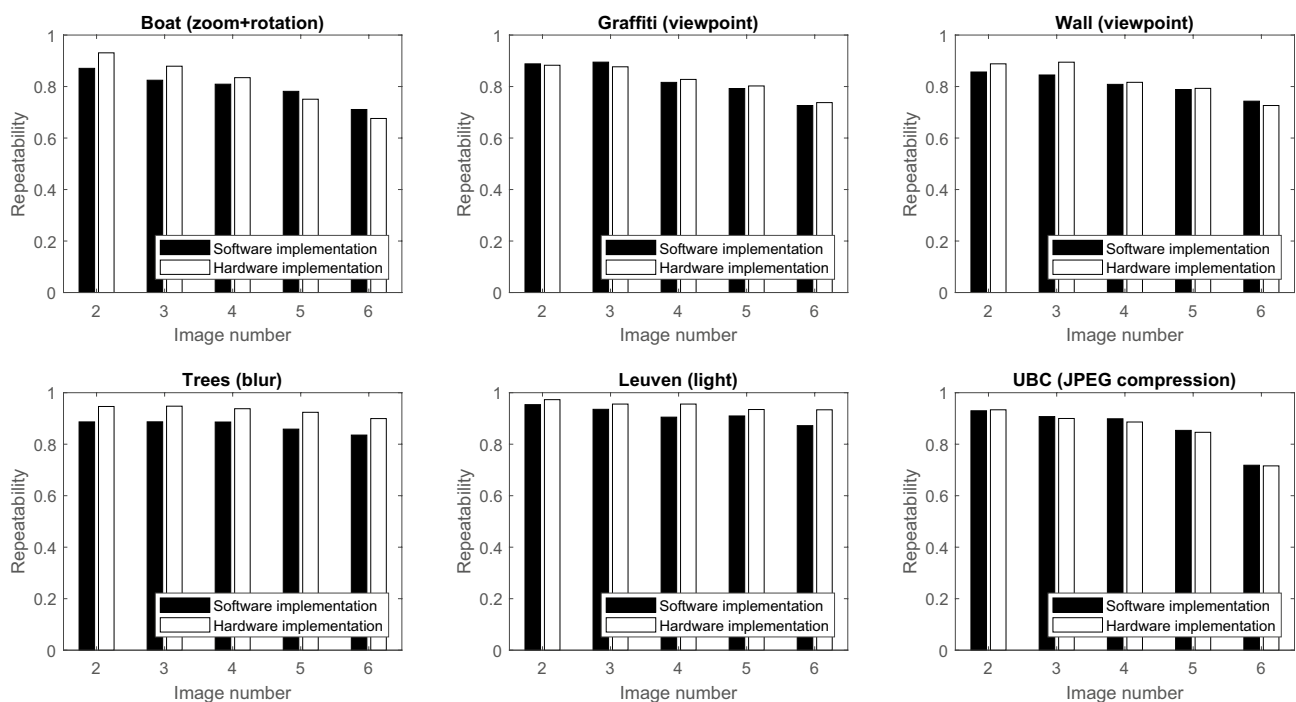 Boat (zoom+rotation)
1
0.8
0.6
0.4
0.2
0
Repeatability
Software implementation
Hardware implementation
2 3 4 5 6
Image number
Graffiti (viewpoint)
1
0.8
0.6
0.4
0.2
0
Repeatability
Software implementation
Hardware implementation
2 3 4 5 6
Image number
Wall (viewpoint)
1
0.8
0.6
0.4
0.2
0
Repeatability
Software implementation
Hardware implementation
2 3 4 5 6
Image number
Trees (blur)
1
0.8
0.6
0.4
0.2
0
Repeatability
Software implementation
Hardware implementation
2 3 4 5 6
Image number
Leuven (light)
1
0.8
0.6
0.4
0.2
0
Repeatability
Software implementation
Hardware implementation
2 3 4 5 6
Image number
UBC (JPEG compression)
1
0.8
0.6
0.4
0.2
0
Repeatability
Software implementation
Hardware implementation
2 3 4 5 6
Image number